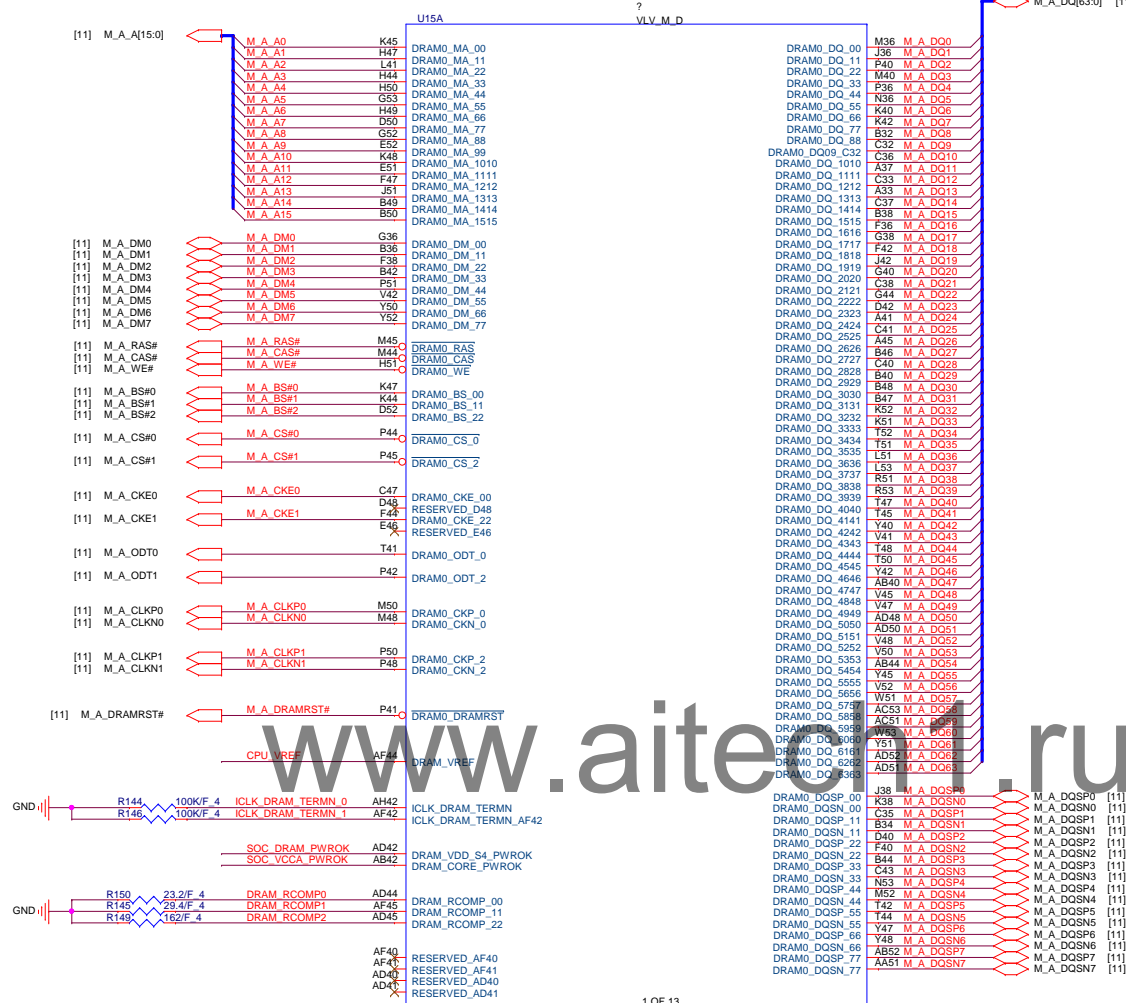 ?
U15A
VLV_M_D
M_A_DQ[63:0] [1
[11] M_A_A[15:0]
M_A_A0 K45 DRAM0_MA_00
M_A_A1 H47 DRAM0_MA_11
M_A_A2 L41 DRAM0_MA_22
M_A_A3 H44 DRAM0_MA_33
M_A_A4 H50 DRAM0_MA_44
M_A_A5 G53 DRAM0_MA_55
M_A_A6 H49 DRAM0_MA_66
M_A_A7 D50 DRAM0_MA_77
M_A_A8 G52 DRAM0_MA_88
M_A_A9 E52 DRAM0_MA_99
M_A_A10 K48 DRAM0_MA_1010
M_A_A11 E51 DRAM0_MA_1111
M_A_A12 F47 DRAM0_MA_1212
M_A_A13 J51 DRAM0_MA_1313
M_A_A14 B49 DRAM0_MA_1414
M_A_A15 B50 DRAM0_MA_1515
[11] M_A_DM0 M_A_DM0 G36 DRAM0_DM_00
[11] M_A_DM1 M_A_DM1 B36 DRAM0_DM_11
[11] M_A_DM2 M_A_DM2 F38 DRAM0_DM_22
[11] M_A_DM3 M_A_DM3 B42 DRAM0_DM_33
[11] M_A_DM4 M_A_DM4 P51 DRAM0_DM_44
[11] M_A_DM5 M_A_DM5 V42 DRAM0_DM_55
[11] M_A_DM6 M_A_DM6 Y50 DRAM0_DM_66
[11] M_A_DM7 M_A_DM7 Y52 DRAM0_DM_77
[11] M_A_RAS# M_A_RAS# M45 DRAM0_RAS
[11] M_A_CAS# M_A_CAS# M44 DRAM0_CAS
[11] M_A_WE# M_A_WE# H51 DRAM0_WE
[11] M_A_BS#0 M_A_BS#0 K47 DRAM0_BS_00
[11] M_A_BS#1 M_A_BS#1 K44 DRAM0_BS_11
[11] M_A_BS#2 M_A_BS#2 D52 DRAM0_BS_22
[11] M_A_CS#0 M_A_CS#0 P44 DRAM0_CS_0
[11] M_A_CS#1 M_A_CS#1 P45 DRAM0_CS_2
[11] M_A_CKE0 M_A_CKE0 C47 DRAM0_CKE_00
D48 RESERVED_D48
[11] M_A_CKE1 M_A_CKE1 F44 DRAM0_CKE_22
E46 RESERVED_E46
[11] M_A_ODT0 T41 DRAM0_ODT_0
[11] M_A_ODT1 P42 DRAM0_ODT_2
[11] M_A_CLKP0 M_A_CLKP0 M50 DRAM0_CKP_0
[11] M_A_CLKN0 M_A_CLKN0 M48 DRAM0_CKN_0
[11] M_A_CLKP1 M_A_CLKP1 P50 DRAM0_CKP_2
[11] M_A_CLKN1 M_A_CLKN1 P48 DRAM0_CKN_2
[11] M_A_DRAMRST# M_A_DRAMRST# P41 DRAM0_DRAMRST
CPU_VREF AF44 DRAM_VREF
GND
R144 100K/F_4 ICLK_DRAM_TERMN_0 AH42 ICLK_DRAM_TERMN
R146 100K/F_4 ICLK_DRAM_TERMN_1 AF42 ICLK_DRAM_TERMN_AF42
SOC_DRAM_PWROK AD42 DRAM_VDD_S4_PWROK
SOC_VCCA_PWROK AB42 DRAM_CORE_PWROK
GND
R150 23.2/F_4 DRAM_RCOMP0 AD44 DRAM_RCOMP_00
R145 29.4/F_4 DRAM_RCOMP1 AF45 DRAM_RCOMP_11
R149 162/F_4 DRAM_RCOMP2 AD45 DRAM_RCOMP_22
AF40 RESERVED_AF40
AF41 RESERVED_AF41
AD40 RESERVED_AD40
AD41 RESERVED_AD41
DRAM0_DQ_00 M36 M_A_DQ0
DRAM0_DQ_11 J36 M_A_DQ1
DRAM0_DQ_22 P40 M_A_DQ2
DRAM0_DQ_33 M40 M_A_DQ3
DRAM0_DQ_44 P36 M_A_DQ4
DRAM0_DQ_55 N36 M_A_DQ5
DRAM0_DQ_66 K40 M_A_DQ6
DRAM0_DQ_77 K42 M_A_DQ7
DRAM0_DQ_88 B32 M_A_DQ8
DRAM0_DQ09_C32 C32 M_A_DQ9
DRAM0_DQ_1010 C36 M_A_DQ10
DRAM0_DQ_1111 A37 M_A_DQ11
DRAM0_DQ_1212 C33 M_A_DQ12
DRAM0_DQ_1313 A33 M_A_DQ13
DRAM0_DQ_1414 C37 M_A_DQ14
DRAM0_DQ_1515 B38 M_A_DQ15
DRAM0_DQ_1616 F36 M_A_DQ16
DRAM0_DQ_1717 G38 M_A_DQ17
DRAM0_DQ_1818 F42 M_A_DQ18
DRAM0_DQ_1919 J42 M_A_DQ19
DRAM0_DQ_2020 G40 M_A_DQ20
DRAM0_DQ_2121 C38 M_A_DQ21
DRAM0_DQ_2222 G44 M_A_DQ22
DRAM0_DQ_2323 D42 M_A_DQ23
DRAM0_DQ_2424 A41 M_A_DQ24
DRAM0_DQ_2525 C41 M_A_DQ25
DRAM0_DQ_2626 A45 M_A_DQ26
DRAM0_DQ_2727 B46 M_A_DQ27
DRAM0_DQ_2828 C40 M_A_DQ28
DRAM0_DQ_2929 B40 M_A_DQ29
DRAM0_DQ_3030 B48 M_A_DQ30
DRAM0_DQ_3131 B47 M_A_DQ31
DRAM0_DQ_3232 K52 M_A_DQ32
DRAM0_DQ_3333 K51 M_A_DQ33
DRAM0_DQ_3434 T52 M_A_DQ34
DRAM0_DQ_3535 T51 M_A_DQ35
DRAM0_DQ_3636 L51 M_A_DQ36
DRAM0_DQ_3737 L53 M_A_DQ37
DRAM0_DQ_3838 R51 M_A_DQ38
DRAM0_DQ_3939 R53 M_A_DQ39
DRAM0_DQ_4040 T47 M_A_DQ40
DRAM0_DQ_4141 T45 M_A_DQ41
DRAM0_DQ_4242 Y40 M_A_DQ42
DRAM0_DQ_4343 V41 M_A_DQ43
DRAM0_DQ_4444 T48 M_A_DQ44
DRAM0_DQ_4545 T50 M_A_DQ45
DRAM0_DQ_4646 Y42 M_A_DQ46
DRAM0_DQ_4747 AB40 M_A_DQ47
DRAM0_DQ_4848 V45 M_A_DQ48
DRAM0_DQ_4949 V47 M_A_DQ49
DRAM0_DQ_5050 AD48 M_A_DQ50
DRAM0_DQ_5151 AD50 M_A_DQ51
DRAM0_DQ_5252 V48 M_A_DQ52
DRAM0_DQ_5353 V50 M_A_DQ53
DRAM0_DQ_5454 AB44 M_A_DQ54
DRAM0_DQ_5555 Y45 M_A_DQ55
DRAM0_DQ_5656 V52 M_A_DQ56
DRAM0_DQ_5757 W51 M_A_DQ57
DRAM0_DQ_5858 AC53 M_A_DQ58
DRAM0_DQ_5959 AC51 M_A_DQ59
DRAM0_DQ_6060 W53 M_A_DQ60
DRAM0_DQ_6161 Y51 M_A_DQ61
DRAM0_DQ_6262 AD52 M_A_DQ62
DRAM0_DQ_6363 AD51 M_A_DQ63
DRAM0_DQSP_00 J38 M_A_DQSP0 M_A_DQSP0 [11]
DRAM0_DQSN_00 K38 M_A_DQSN0 M_A_DQSN0 [11]
DRAM0_DQSP_11 C35 M_A_DQSP1 M_A_DQSP1 [11]
DRAM0_DQSN_11 B34 M_A_DQSN1 M_A_DQSN1 [11]
DRAM0_DQSP_22 D40 M_A_DQSP2 M_A_DQSP2 [11]
DRAM0_DQSN_22 F40 M_A_DQSN2 M_A_DQSN2 [11]
DRAM0_DQSP_33 B44 M_A_DQSP3 M_A_DQSP3 [11]
DRAM0_DQSN_33 C43 M_A_DQSN3 M_A_DQSN3 [11]
DRAM0_DQSP_44 N53 M_A_DQSP4 M_A_DQSP4 [11]
DRAM0_DQSN_44 M52 M_A_DQSN4 M_A_DQSN4 [11]
DRAM0_DQSP_55 T42 M_A_DQSP5 M_A_DQSP5 [11]
DRAM0_DQSN_55 T44 M_A_DQSN5 M_A_DQSN5 [11]
DRAM0_DQSP_66 Y47 M_A_DQSP6 M_A_DQSP6 [11]
DRAM0_DQSN_66 Y48 M_A_DQSN6 M_A_DQSN6 [11]
DRAM0_DQSP_77 AB52 M_A_DQSP7 M_A_DQSP7 [11]
DRAM0_DQSN_77 AA51 M_A_DQSN7 M_A_DQSN7 [11]
www.aitech1.ru
1 OF 13